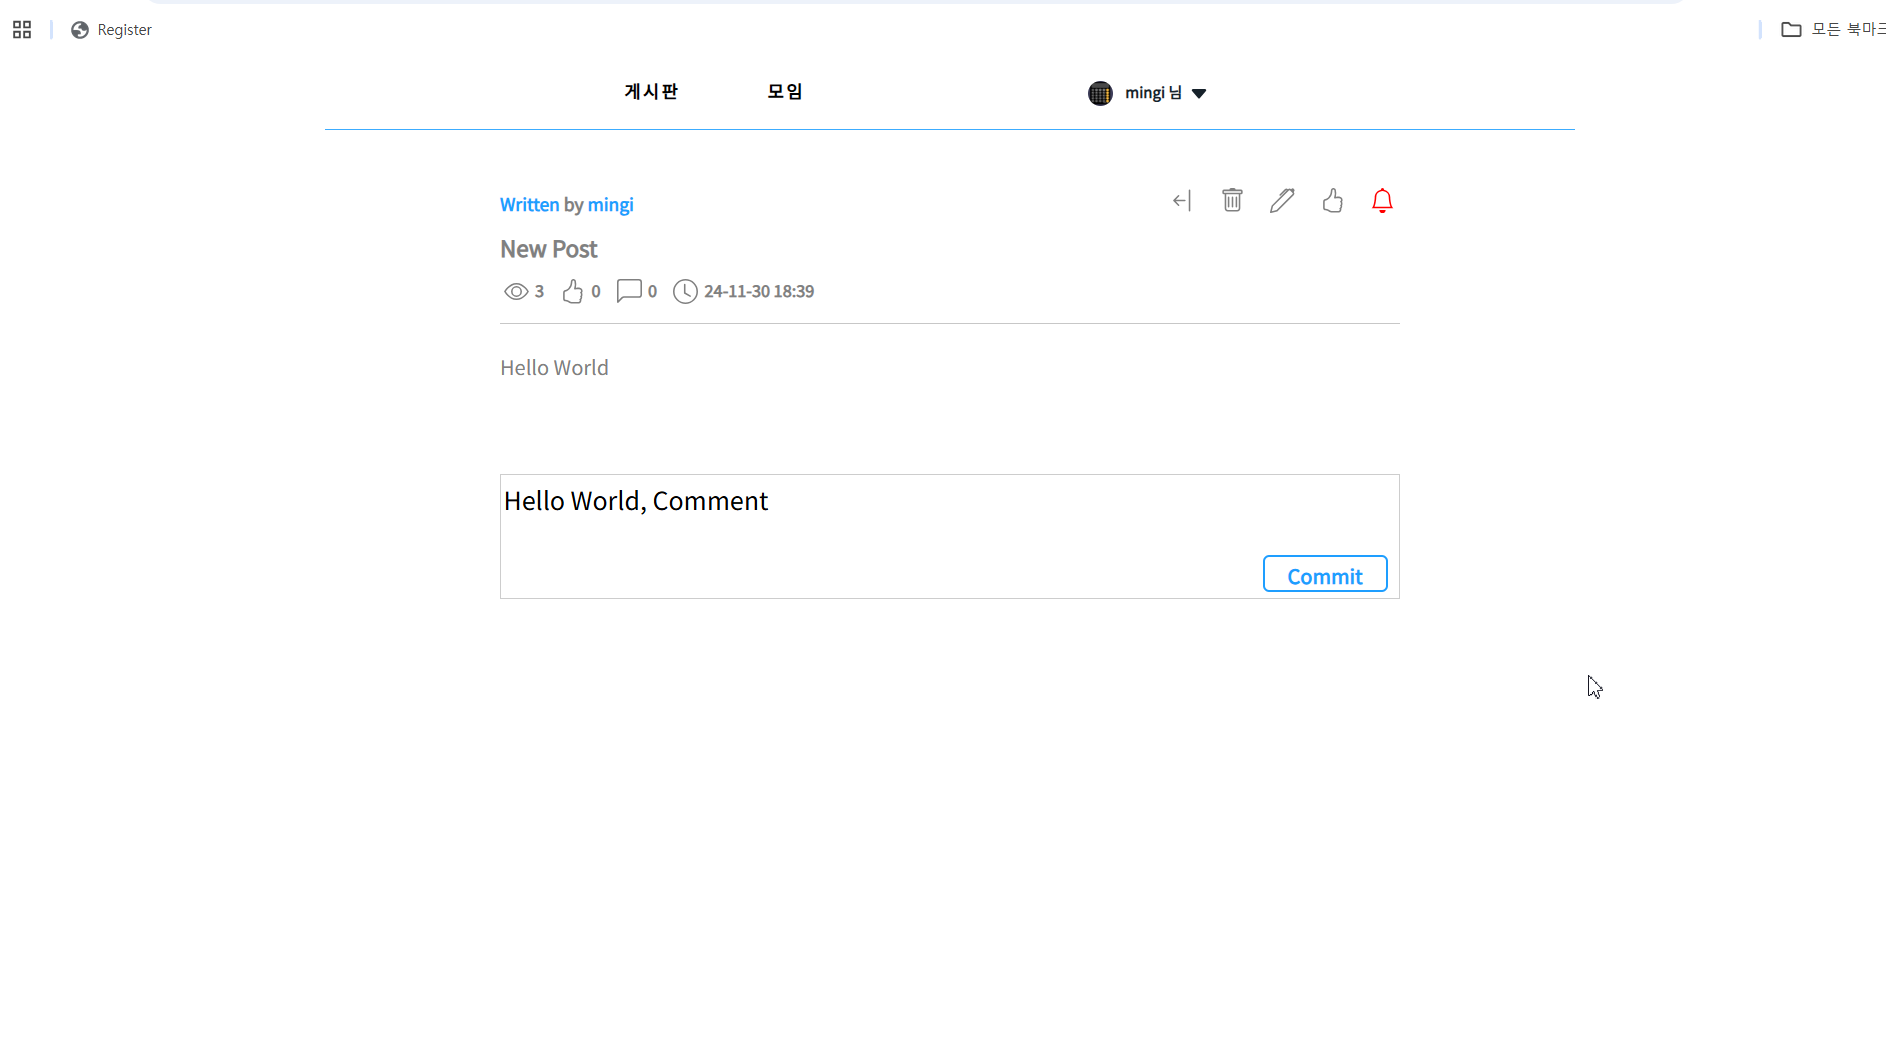 Register
모든 북마크
게시판 모임 mingi 님
Written by mingi
New Post
3 0 0 24-11-30 18:39
Hello World
Hello World, Comment
Commit